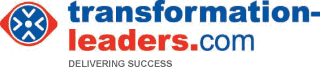 transformation-
leaders.com
DELIVERING SUCCESS